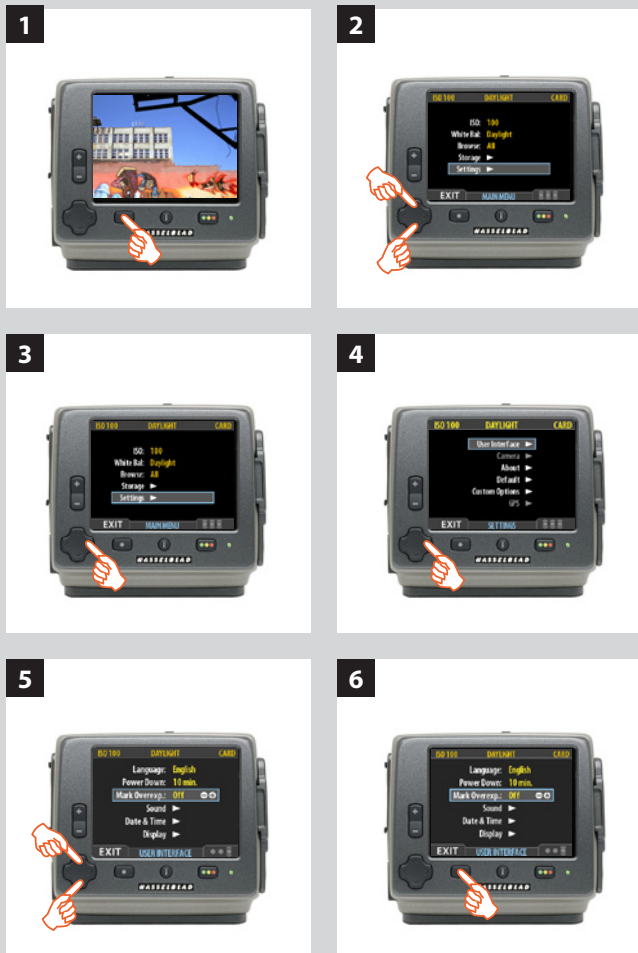 1
2
ISO 100 DAYLIGHT CARD
ISO: 100
White Bal: Daylight
Browse: All
Storage ►
Settings ►
EXIT MAIN MENU
HASSELBLAD
HASSELBLAD
3
4
ISO 100 DAYLIGHT CARD
ISO: 100
White Bal: Daylight
Browse: All
Storage ►
Settings ►
EXIT MAIN MENU
HASSELBLAD
ISO 100 DAYLIGHT CARD
User Interface ►
Camera ►
About ►
Default ►
Custom Options ►
GPS ►
EXIT SETTINGS
HASSELBLAD
5
6
ISO 100 DAYLIGHT CARD
Language: English
Power Down: 10 min.
Mark Overexp.: Off
Sound ►
Date & Time ►
Display ►
EXIT USER INTERFACE
HASSELBLAD
ISO 100 DAYLIGHT CARD
Language: English
Power Down: 10 min.
Mark Overexp.: Off
Sound ►
Date & Time ►
Display ►
EXIT USER INTERFACE
HASSELBLAD